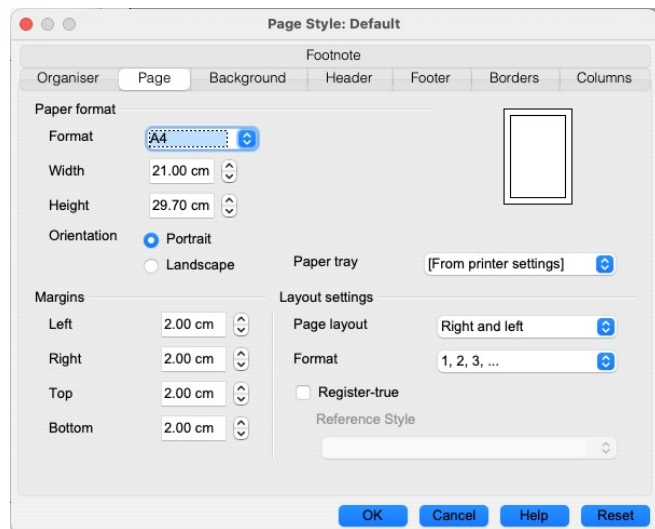 Page Style: Default
Footnote
Organiser Page Background Header Footer Borders Columns
Paper format
Format A4
Width 21.00 cm
Height 29.70 cm
Orientation Portrait
Landscape
Paper tray [From printer settings]
Margins
Left 2.00 cm
Right 2.00 cm
Top 2.00 cm
Bottom 2.00 cm
Layout settings
Page layout Right and left
Format 1, 2, 3, ...
Register-true
Reference Style
OK Cancel Help Reset